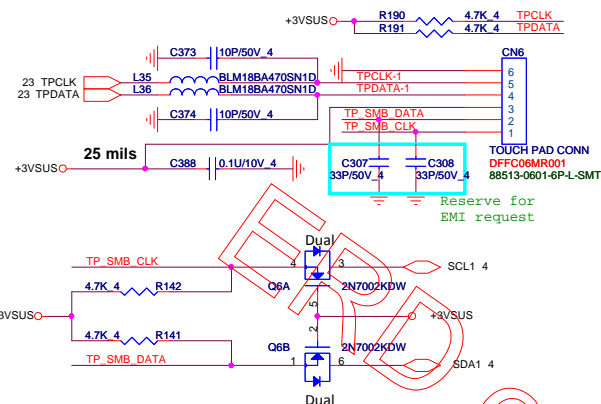 +3VSUS R190 4.7K_4 TPCLK
R191 4.7K_4 TPDATA
CN6
C373 10P/50V_4
6
23 TPCLK L35 BLM18BA470SN1D TPCLK-1 5
23 TPDATA L36 BLM18BA470SN1D TPDATA-1 4
3
C374 10P/50V_4 TP_SMB_DATA 2
TP_SMB_CLK 1
25 mils
TOUCH PAD CONN
+3VSUS C388 0.1U/10V_4 C307 C308 DFFC06MR001
33P/50V_4 33P/50V_4 88513-0601-6P-L-SMT
Reserve for
EMI request
Dual
TP_SMB_CLK 4 3 SCL1 4
4.7K_4 R142 Q6A 2N7002KDW
5
3VSUS +3VSUS
2
4.7K_4 R141 Q6B 2N7002KDW
TP_SMB_DATA 1 6 SDA1 4
Dual